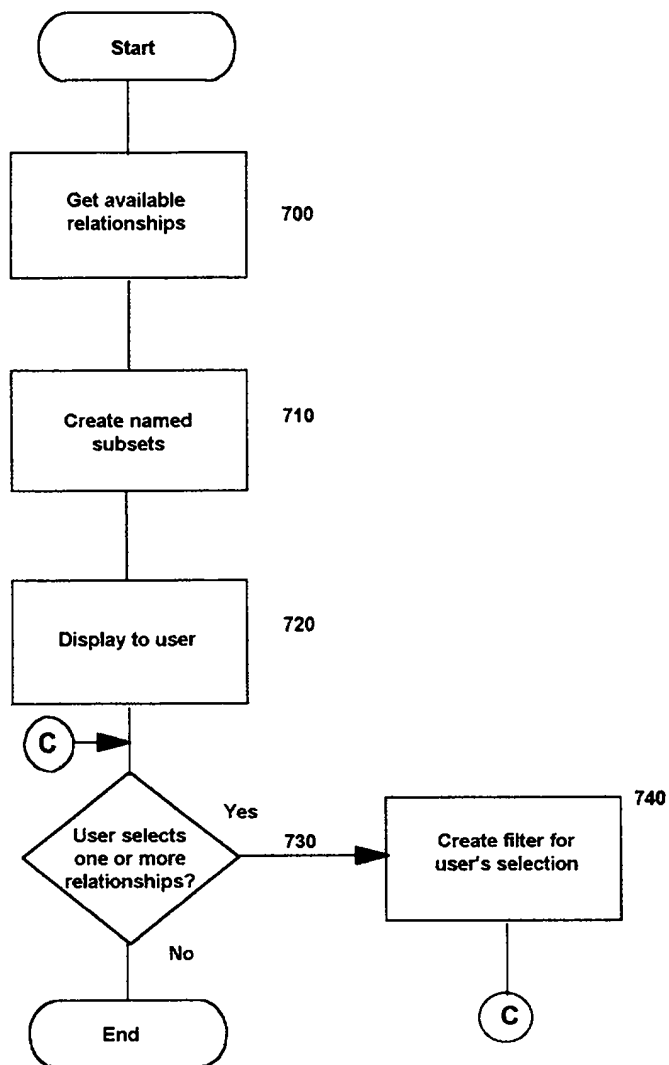 Start
Get available
relationships
700
Create named
subsets
710
Display to user
720
C
User selects
one or more
relationships?
Yes
730
740
Create filter for
user's selection
No
C
End